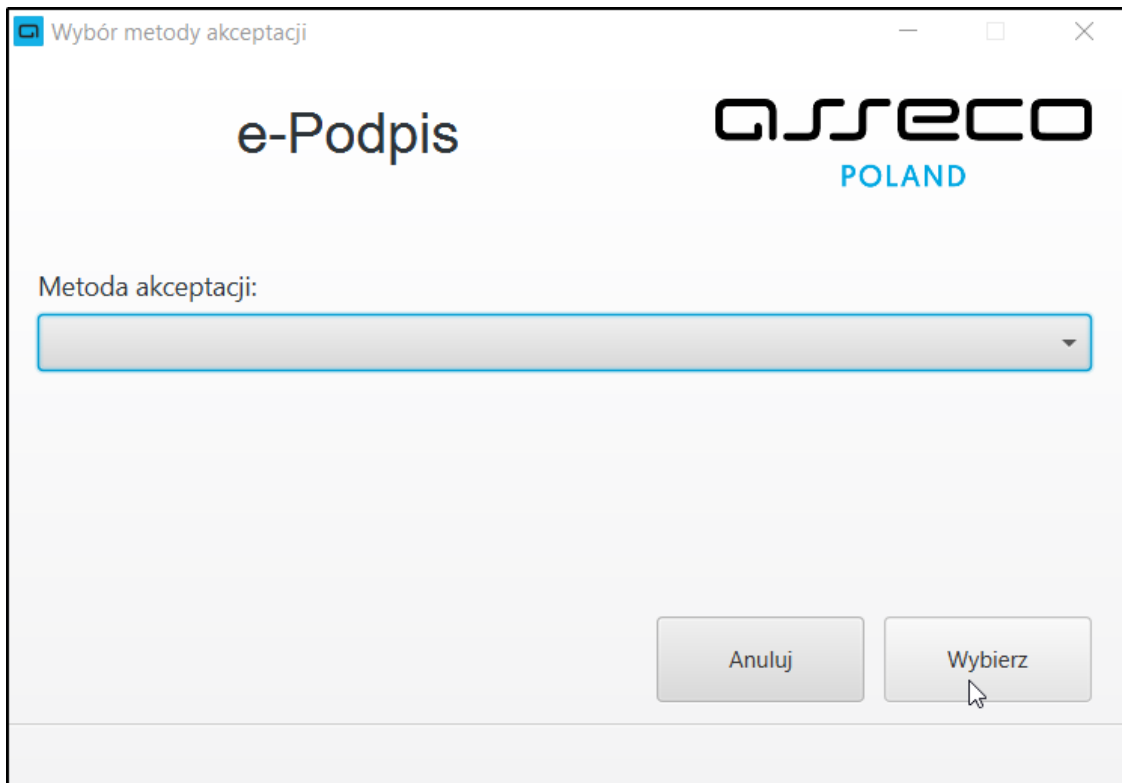 Wybór metody akceptacji
e-Podpis
asseco
POLAND
Metoda akceptacji:
Anuluj
Wybierz